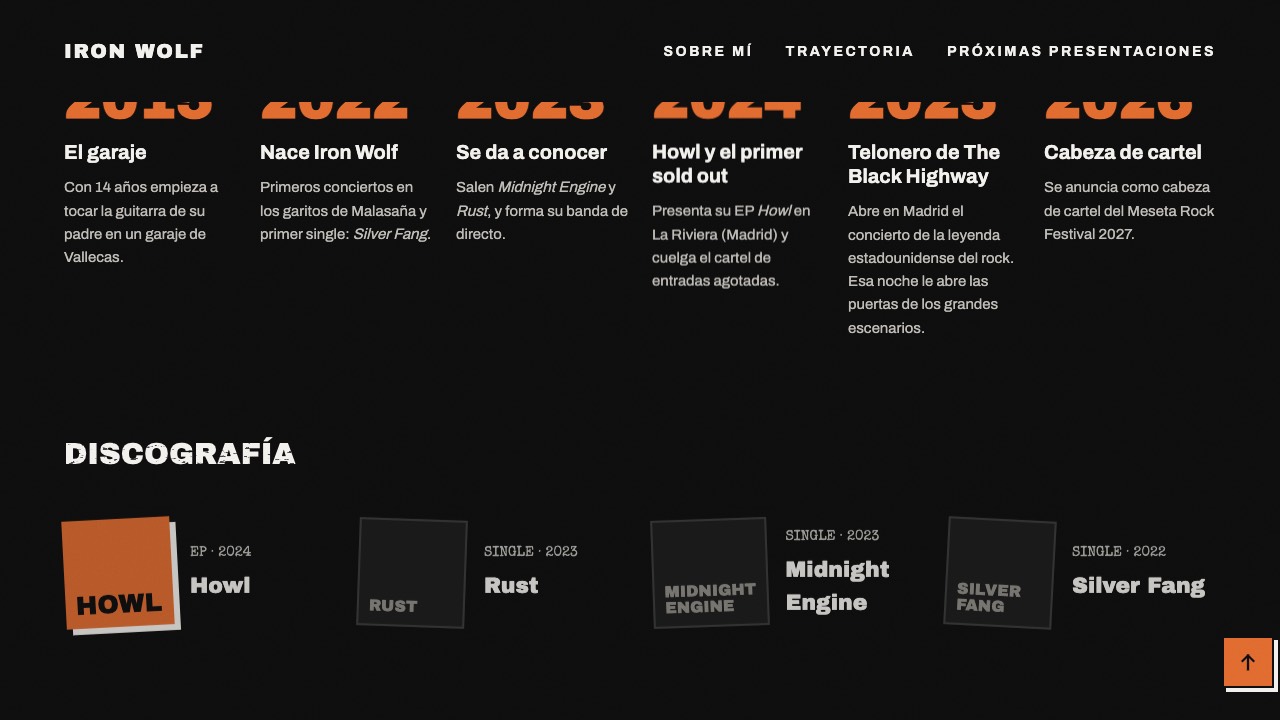 IRON WOLF
SOBRE MÍ
TRAYECTORIA
PRÓXIMAS PRESENTACIONES
2022
2023
2024
El garaje
Con 14 años empieza a
tocar la guitarra de su
padre en un garaje de
Vallecas.
Nace Iron Wolf
Primeros conciertos en
los garitos de Malasaña y
primer single: Silver Fang.
Se da a conocer
Salen Midnight Engine y
Rust, y forma su banda de
directo.
Howl y el primer
sold out
Presenta su EP Howl en
La Riviera (Madrid) y
cuelga el cartel de
entradas agotadas.
Telonero de The
Black Highway
Abre en Madrid el
concierto de la leyenda
estadounidense del rock.
Esa noche le abre las
puertas de los grandes
escenarios.
Cabeza de cartel
Se anuncia como cabeza
de cartel del Meseta Rock
Festival 2027.
DISCOGRAFÍA
HOWL
EP · 2024
Howl
RUST
SINGLE · 2023
Rust
MIDNIGHT
ENGINE
SINGLE · 2023
Midnight
Engine
SILVER
FANG
SINGLE · 2022
Silver Fang